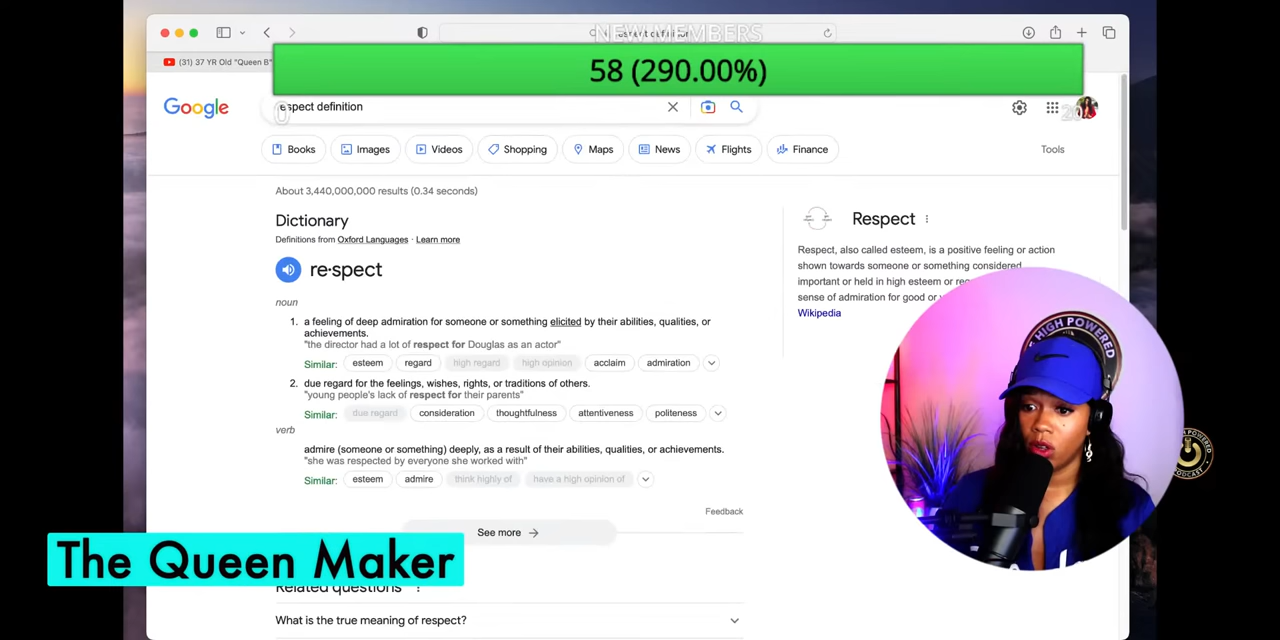 NEW MEMBERS
58 (290.00%)
0
20
(31) 37 YR Old "Queen B"
Google
espect definition
Books
Images
Videos
Shopping
Maps
News
Flights
Finance
Tools
About 3,440,000,000 results (0.34 seconds)
Dictionary
Definitions from Oxford Languages · Learn more
re·spect
noun
1. a feeling of deep admiration for someone or something elicited by their abilities, qualities, or
achievements.
"the director had a lot of respect for Douglas as an actor"
Similar: esteem regard high regard high opinion acclaim admiration
2. due regard for the feelings, wishes, rights, or traditions of others.
"young people's lack of respect for their parents"
Similar: due regard consideration thoughtfulness attentiveness politeness
verb
admire (someone or something) deeply, as a result of their abilities, qualities, or achievements.
"she was respected by everyone she worked with"
Similar: esteem admire think highly of have a high opinion of
Feedback
See more →
Related questions
What is the true meaning of respect?
Respect
Respect, also called esteem, is a positive feeling or action
shown towards someone or something considered
important or held in high esteem or
sense of admiration for good or
Wikipedia
HIGH POWERED
PODCAST
The Queen Maker